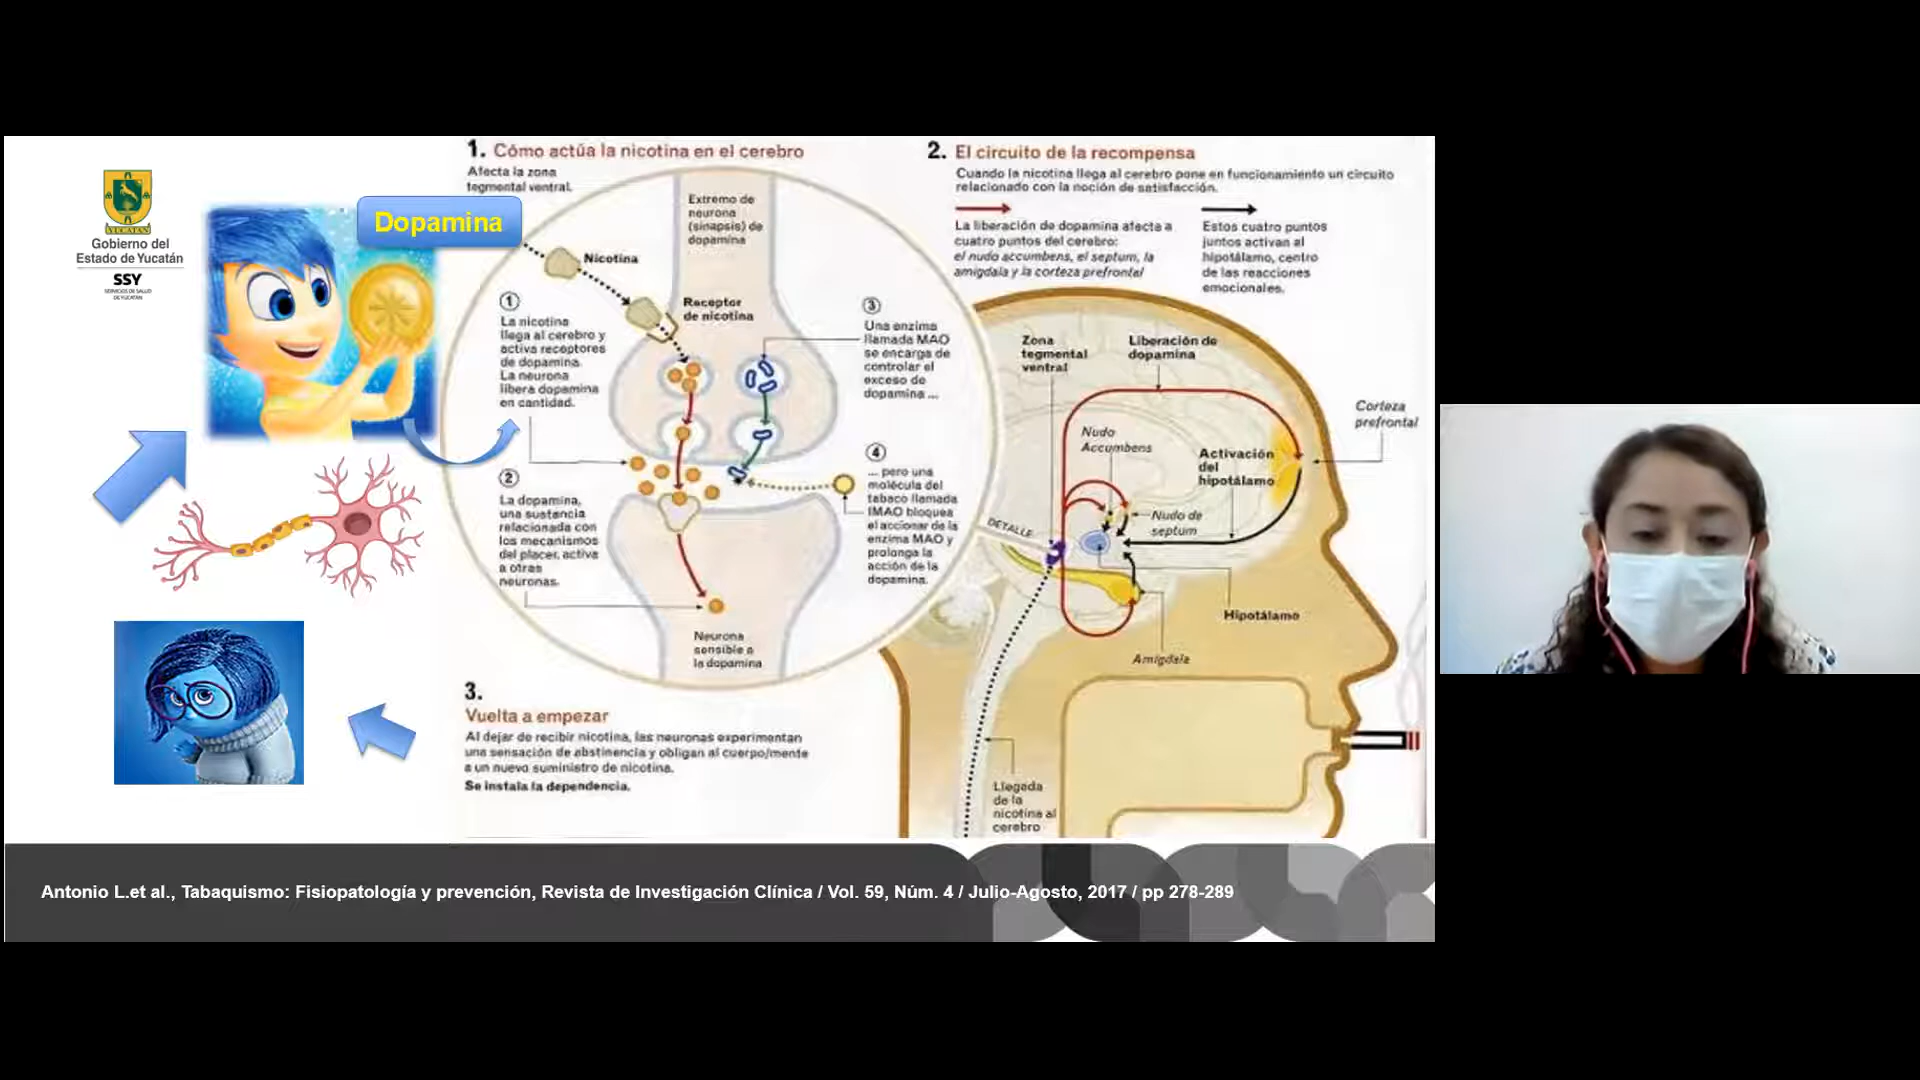 YUCATÁN
Gobierno del
Estado de Yucatán
SSY
SERVICIOS DE SALUD
DE YUCATÁN
Dopamina
1. Cómo actúa la nicotina en el cerebro
Afecta la zona
tegmental ventral.
Extremo de
neurona
(sinapsis) de
dopamina
Nicotina
Receptor
de nicotina
1
La nicotina
llega al cerebro y
activa receptores
de dopamina.
La neurona
libera dopamina
en cantidad.
2
La dopamina,
una sustancia
relacionada con
los mecanismos
del placer, activa
a otras
neuronas.
3
Una enzima
llamada MAO
se encarga de
controlar el
exceso de
dopamina ...
4
... pero una
molécula del
tabaco llamada
IMAO bloquea
el accionar de la
enzima MAO y
prolonga la
acción de la
dopamina.
Neurona
sensible a
la dopamina
2. El circuito de la recompensa
Cuando la nicotina llega al cerebro pone en funcionamiento un circuito
relacionado con la noción de satisfacción.
La liberación de dopamina afecta a
cuatro puntos del cerebro:
el nudo accumbens, el septum, la
amigdala y la corteza prefrontal
Estos cuatro puntos
juntos activan al
hipotálamo, centro
de las reacciones
emocionales.
Zona
tegmental
ventral
Liberación de
dopamina
Corteza
prefrontal
Nudo
Accumbens
Activación
del
hipotálamo
Nudo de
septum
DETALLE
Hipotálamo
Amigdala
Llegada
de la
nicotina al
cerebro
3.
Vuelta a empezar
Al dejar de recibir nicotina, las neuronas experimentan
una sensación de abstinencia y obligan al cuerpo/mente
a un nuevo suministro de nicotina.
Se instala la dependencia.
Antonio L.et al., Tabaquismo: Fisiopatología y prevención, Revista de Investigación Clínica / Vol. 59, Núm. 4 / Julio-Agosto, 2017 / pp 278-289